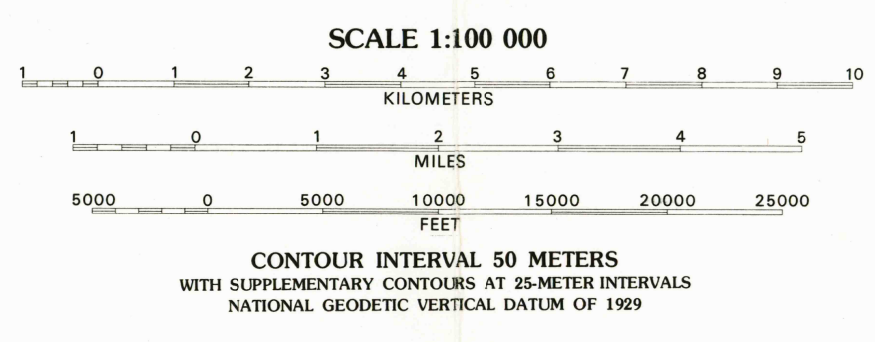 SCALE 1:100 000
1 0 1 2 3 4 5 6 7 8 9 10
KILOMETERS
1 0 1 2 3 4 5
MILES
5000 0 5000 10000 15000 20000 25000
FEET
CONTOUR INTERVAL 50 METERS
WITH SUPPLEMENTARY CONTOURS AT 25-METER INTERVALS
NATIONAL GEODETIC VERTICAL DATUM OF 1929